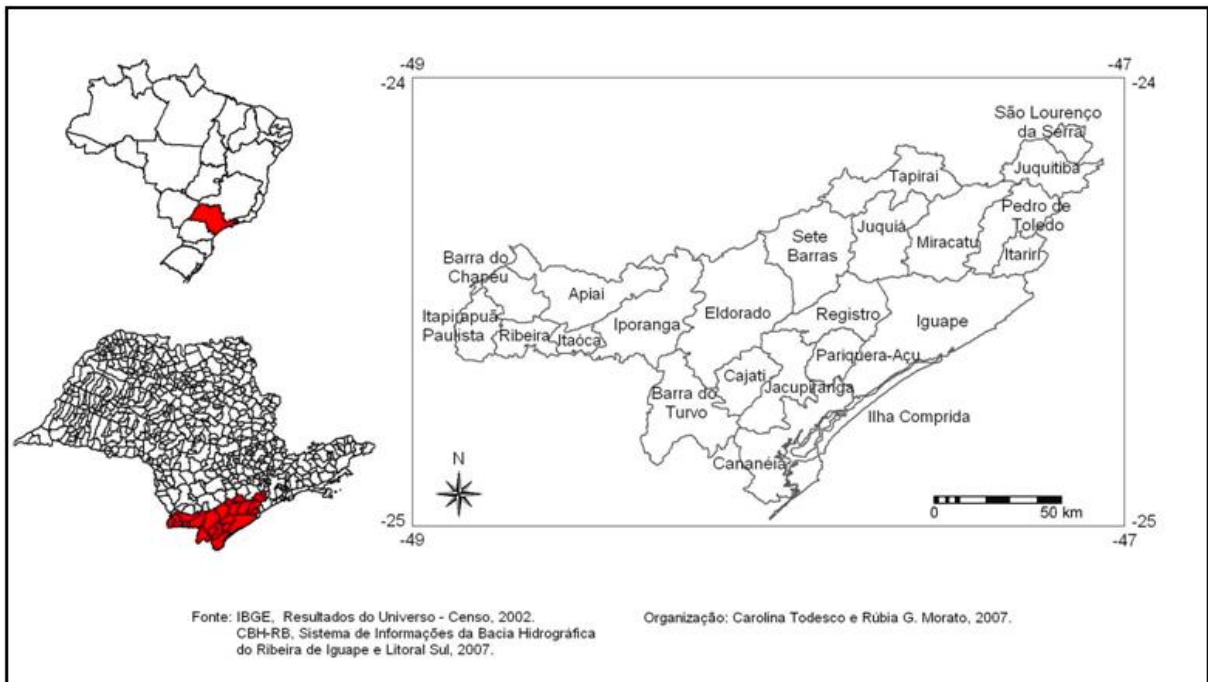 -49
-47
-24
-24
São Lourenço
da Serra
Juquitiba
Tapirai
Pedro de
Toledo
Juquiá
Miracatu
Sete
Barras
Itariri
Barra do
Chapéu
Apiai
Itapirapuã
Paulista
Ribeira
Itaóca
Iporanga
Eldorado
Registro
Iguape
Pariquera-Açu
Cajati
Jacupiranga
Barra do
Turvo
Ilha Comprida
Cananéia
N
0
50 km
-25
-25
-49
-47
Fonte: IBGE, Resultados do Universo - Censo, 2002.
CBH-RB, Sistema de Informações da Bacia Hidrográfica
do Ribeira de Iguape e Litoral Sul, 2007.
Organização: Carolina Todesco e Rúbia G. Morato, 2007.